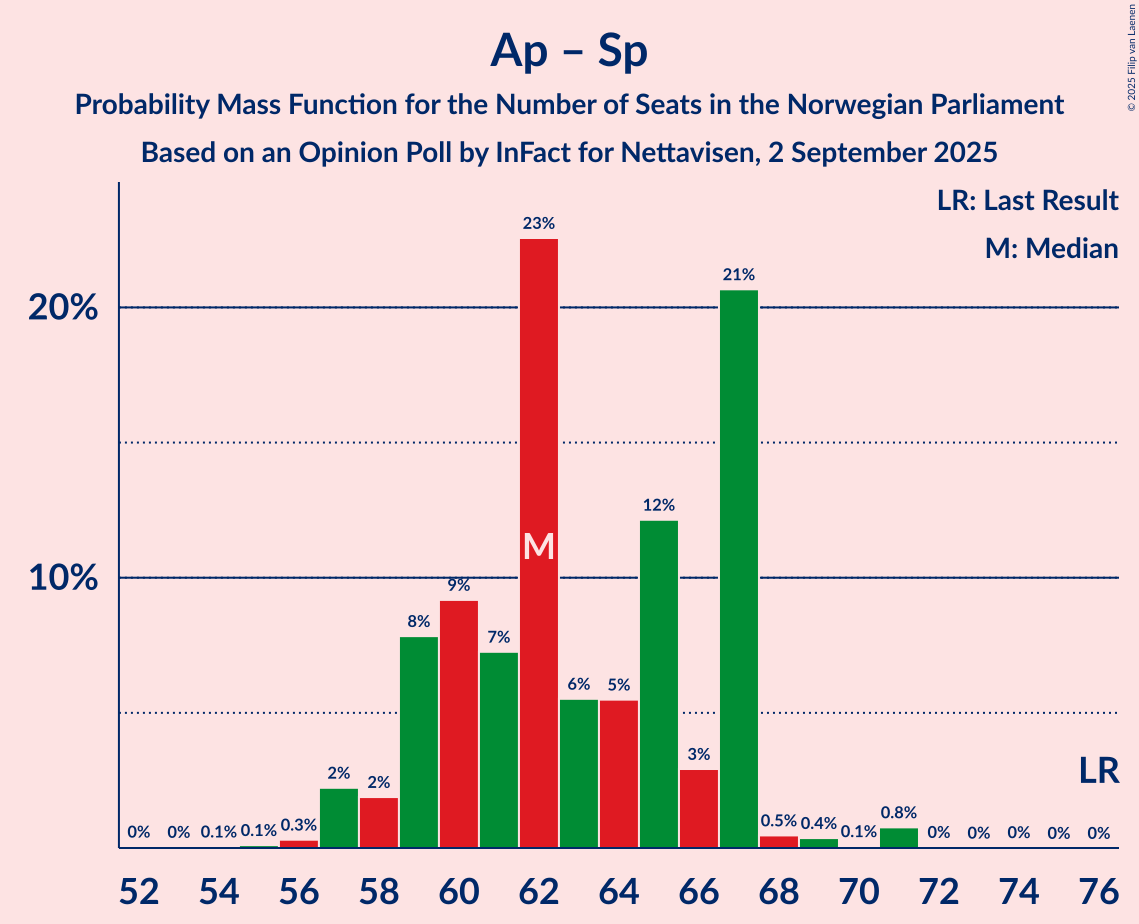 Ap – Sp
Probability Mass Function for the Number of Seats in the Norwegian Parliament
Based on an Opinion Poll by InFact for Nettavisen, 2 September 2025
© 2025 Filip van Laenen
LR: Last Result
M: Median
20%
10%
0% 0% 0.1% 0.1% 0.3% 2% 2% 8% 9% 7% 23% 6% 5% 12% 3% 21% 0.5% 0.4% 0.1% 0.8% 0% 0% 0% 0% 0%
M
LR
52 54 56 58 60 62 64 66 68 70 72 74 76